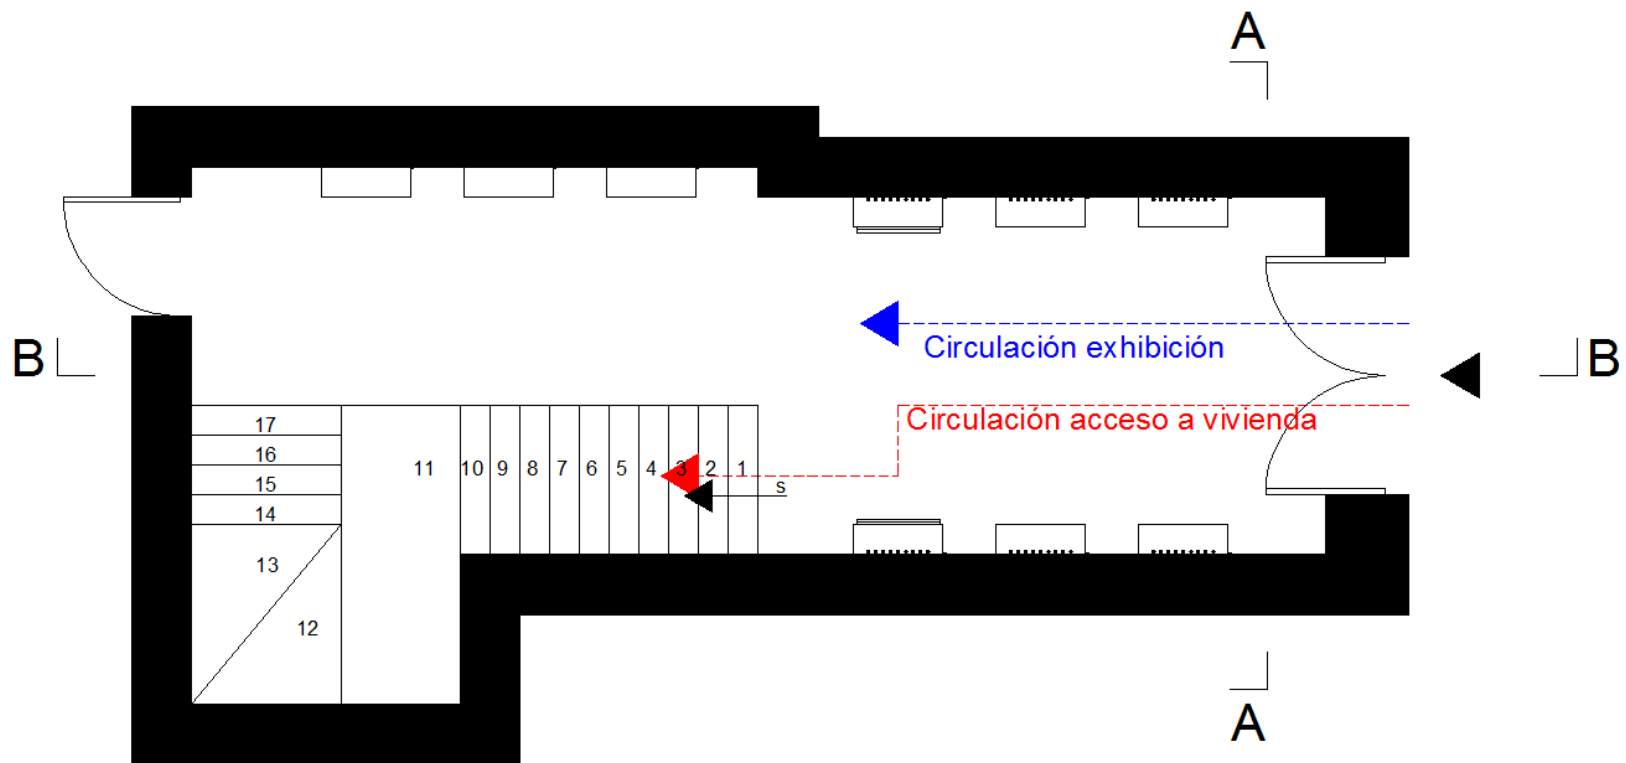 A
B
Circulación exhibición
B
Circulación acceso a vivienda
17
16
15
14
13
12
11
10 9 8 7 6 5 4 3 2 1
s
A